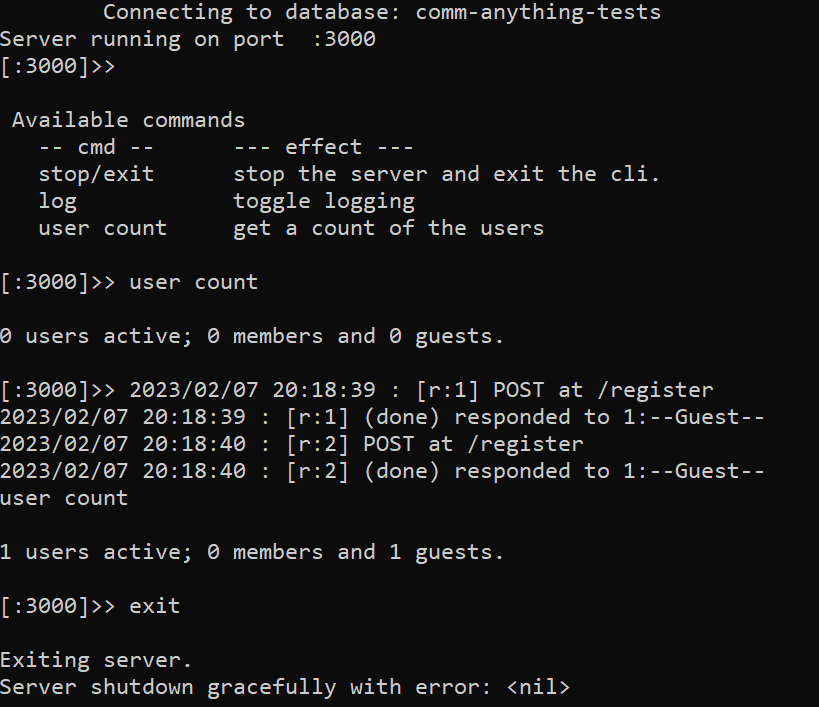 Connecting to database: comm-anything-tests
Server running on port  :3000
[:3000]>>
Available commands
-- cmd --      --- effect ---
stop/exit      stop the server and exit the cli.
log            toggle logging
user count     get a count of the users
[:3000]>> user count
0 users active; 0 members and 0 guests.
[:3000]>> 2023/02/07 20:18:39 : [r:1] POST at /register
2023/02/07 20:18:39 : [r:1] (done) responded to 1:--Guest--
2023/02/07 20:18:40 : [r:2] POST at /register
2023/02/07 20:18:40 : [r:2] (done) responded to 1:--Guest--
user count
1 users active; 0 members and 1 guests.
[:3000]>> exit
Exiting server.
Server shutdown gracefully with error: <nil>